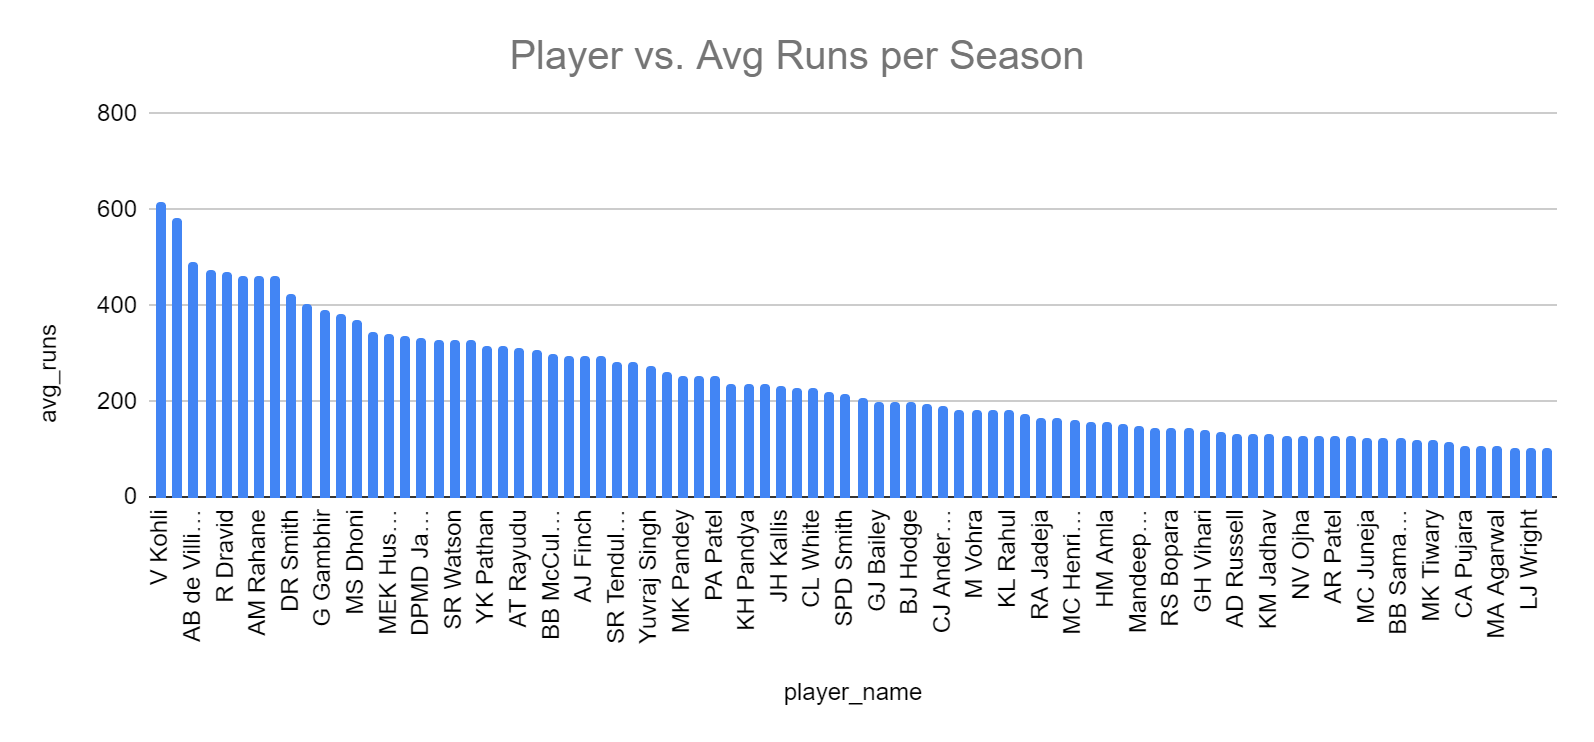 Player vs. Avg Runs per Season
800
600
400
200
0
avg_runs
V Kohli
AB de Villi...
R Dravid
AM Rahane
DR Smith
G Gambhir
MS Dhoni
MEK Hus...
DPMD Ja...
SR Watson
YK Pathan
AT Rayudu
BB McCul...
AJ Finch
SR Tendul...
Yuvraj Singh
MK Pandey
PA Patel
KH Pandya
JH Kallis
CL White
SPD Smith
GJ Bailey
BJ Hodge
CJ Ander...
M Vohra
KL Rahul
RA Jadeja
MC Henri...
HM Amla
Mandeep...
RS Bopara
GH Vihari
AD Russell
KM Jadhav
NV Ojha
AR Patel
MC Juneja
BB Sama...
MK Tiwary
CA Pujara
MA Agarwal
LJ Wright
player_name